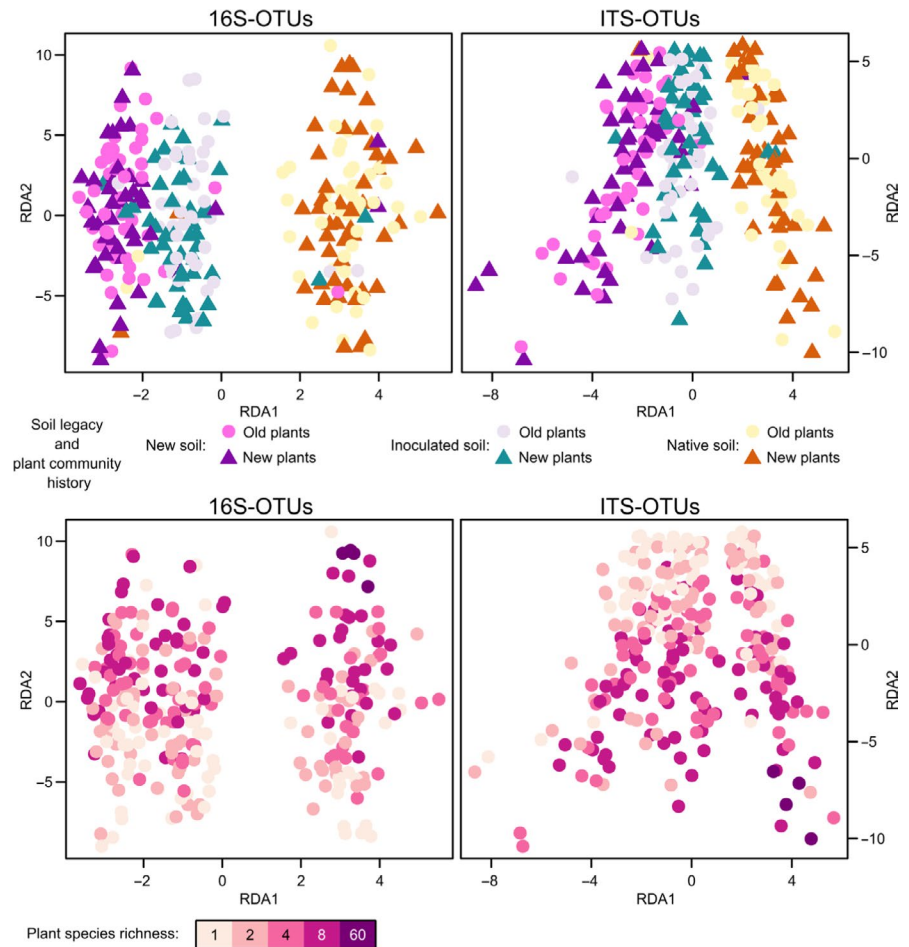 16S-OTUs ITS-OTUs
10
5
0
−5
RDA2
−2 0 2 4
RDA1
5
0
−5
−10
RDA2
−8 −4 0 4
RDA1
Soil legacy
and
plant community
history
New soil: Old plants
New plants
Inoculated soil: Old plants
New plants
Native soil: Old plants
New plants
16S-OTUs ITS-OTUs
10
5
0
−5
RDA2
−2 0 2 4
RDA1
5
0
−5
−10
RDA2
−8 −4 0 4
RDA1
Plant species richness: 1 2 4 8 60